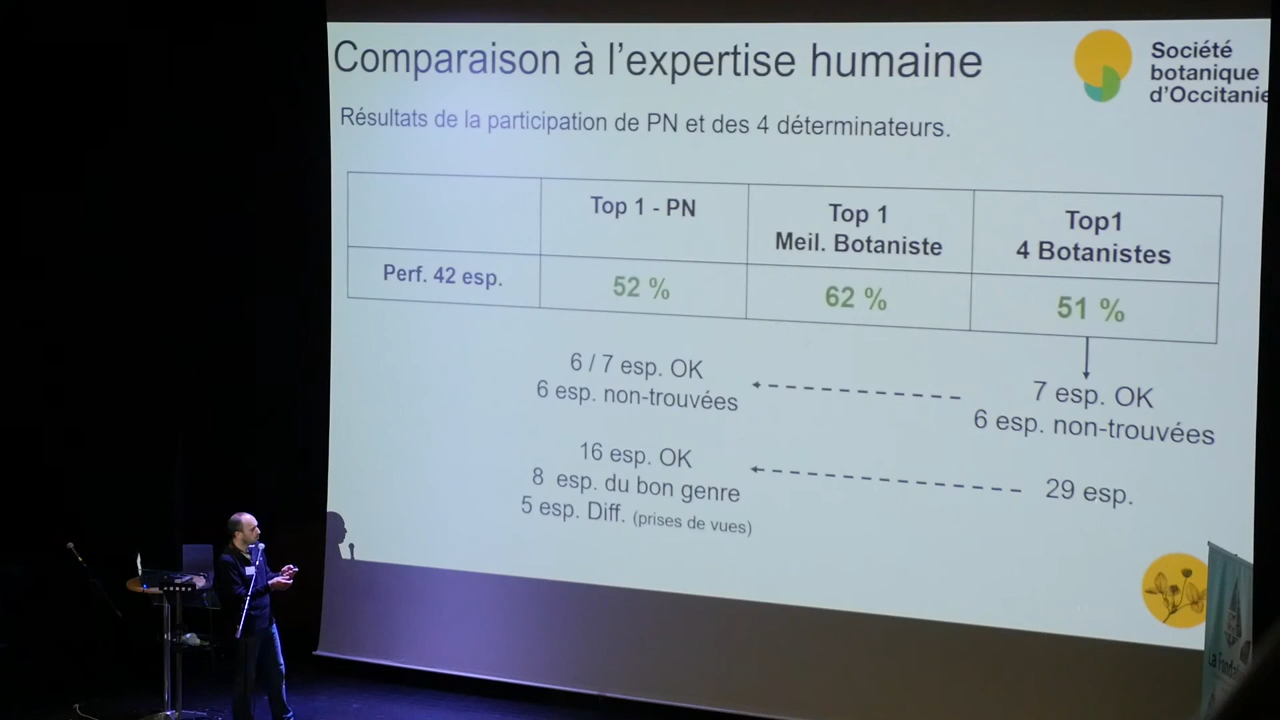 Comparaison à l'expertise humaine
Société
botanique
d'Occitanie
Résultats de la participation de PN et des 4 déterminateurs.
Top 1 - PN
Top 1
Meil. Botaniste
Top1
4 Botanistes
Perf. 42 esp.
52 %
62 %
51 %
6 / 7 esp. OK
6 esp. non-trouvées
7 esp. OK
6 esp. non-trouvées
16 esp. OK
8 esp. du bon genre
5 esp. Diff. (prises de vues)
29 esp.